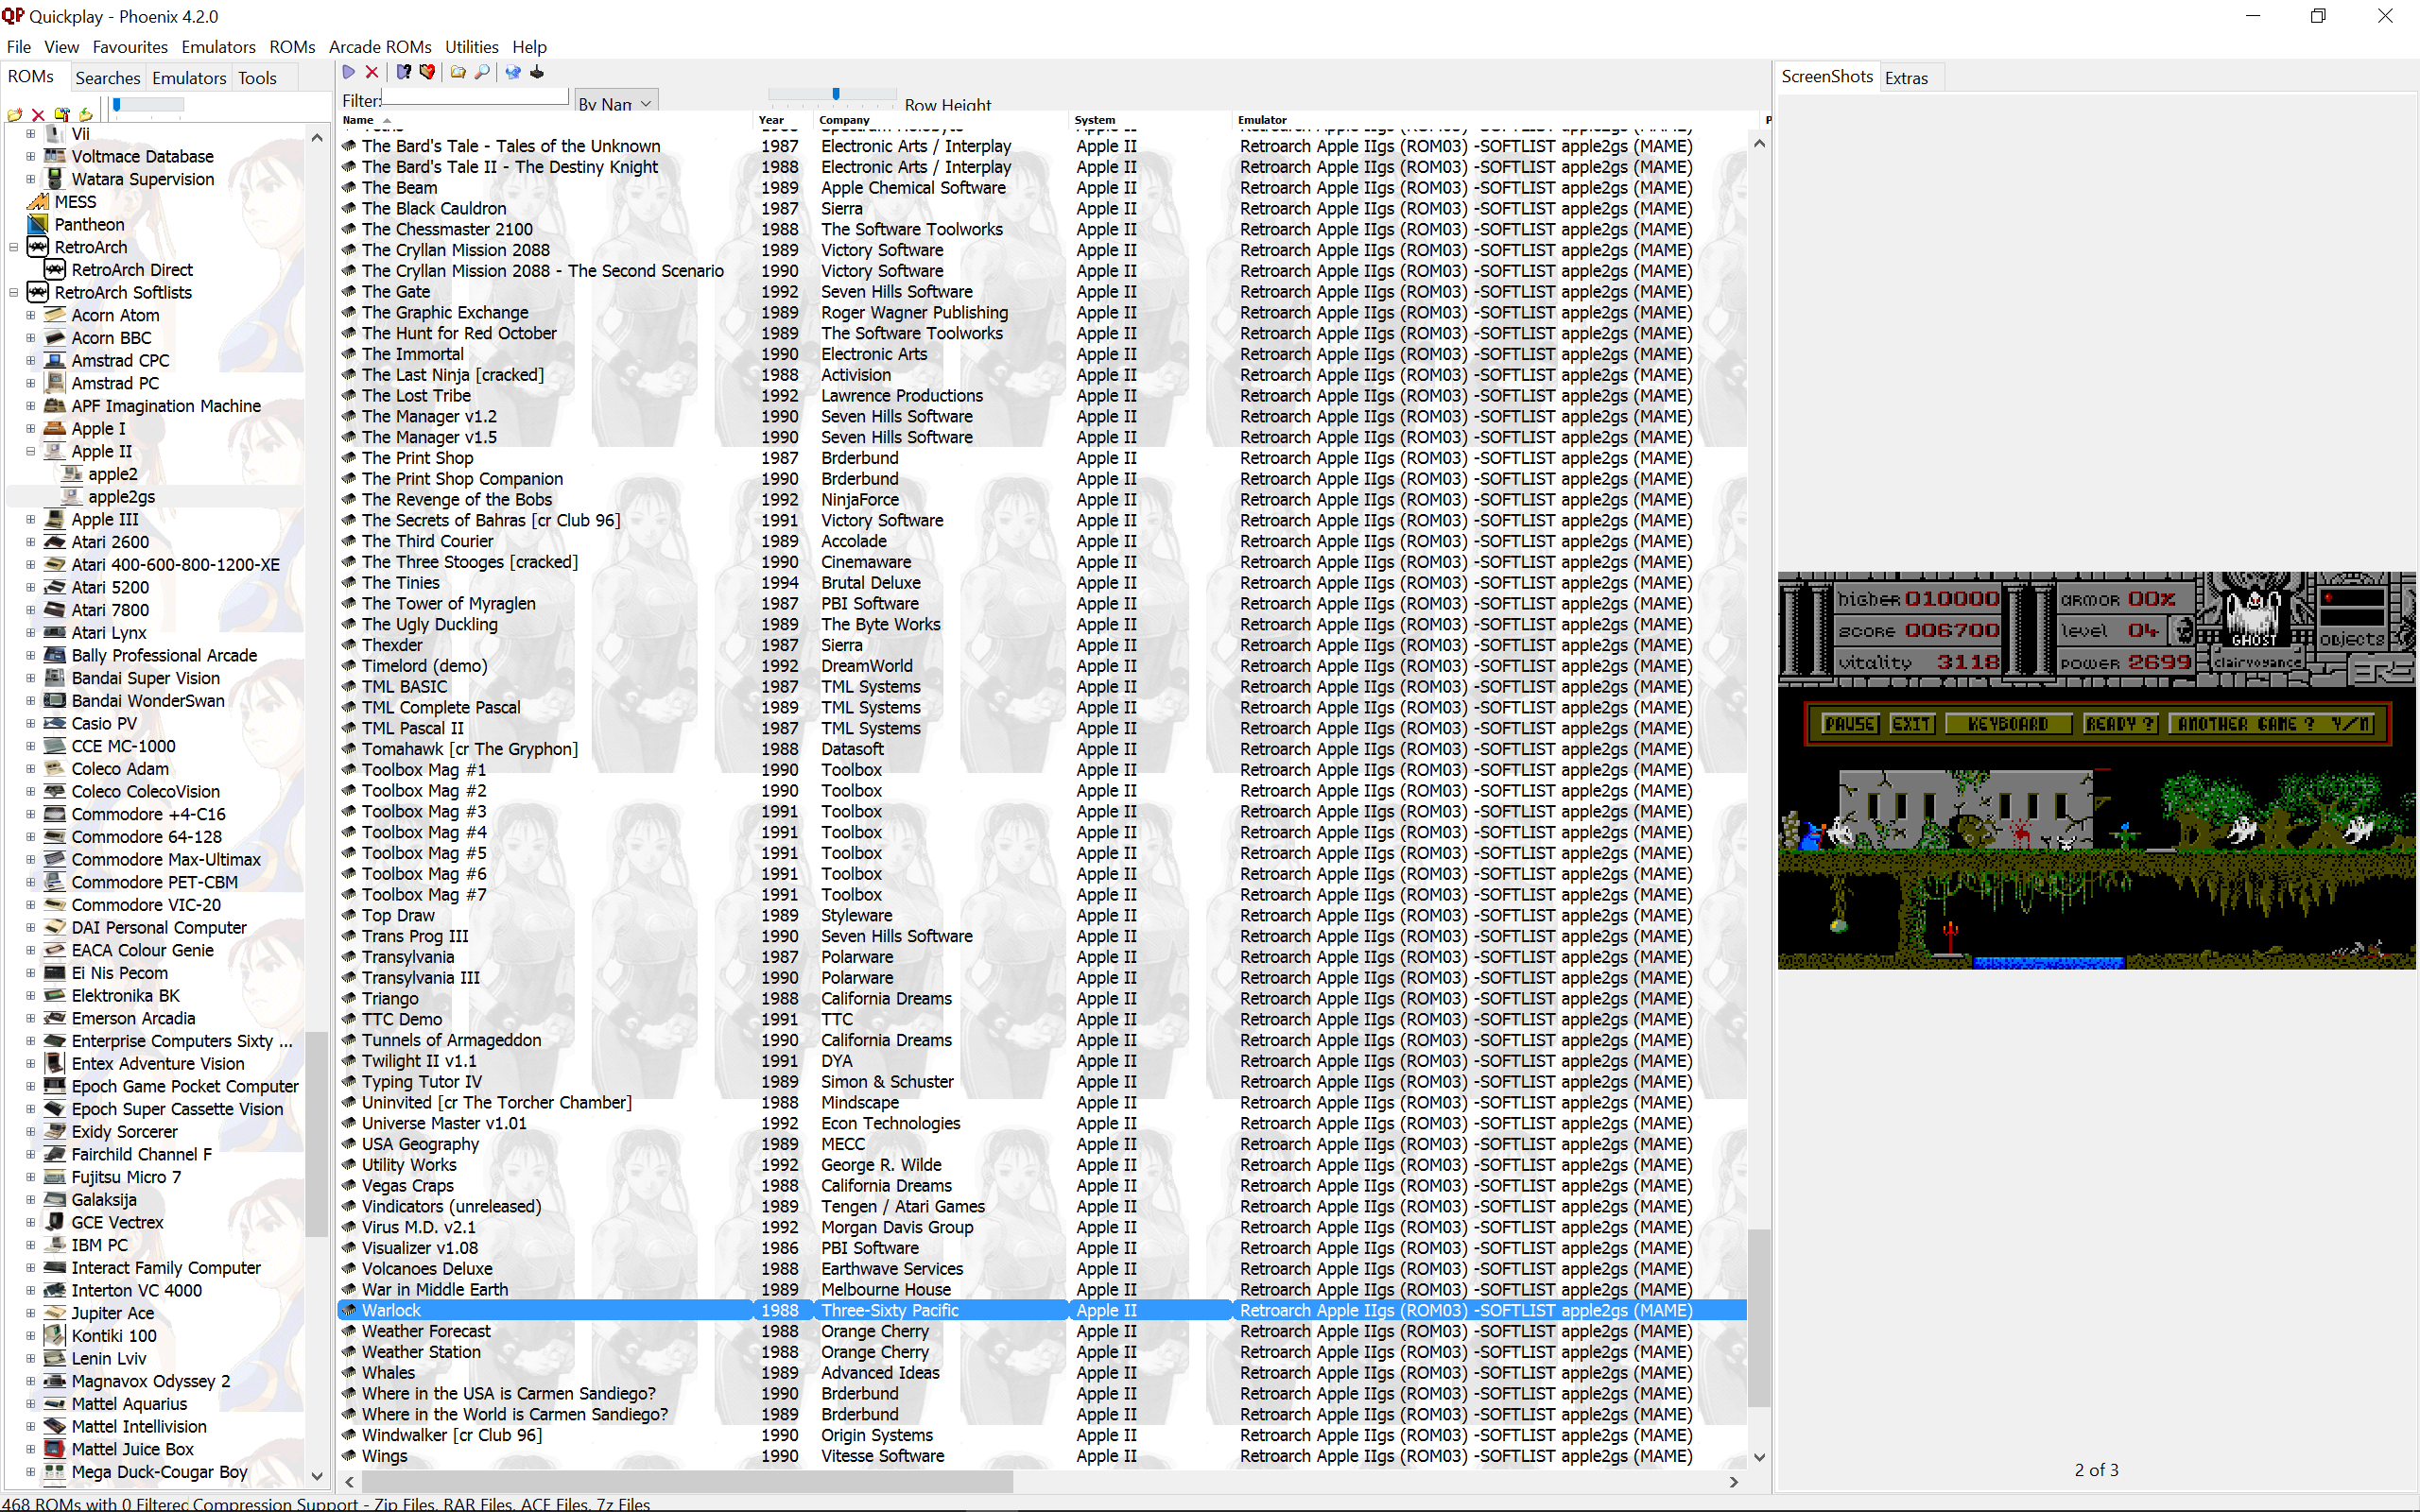 Quickplay - Phoenix 4.2.0
File View Favourites Emulators ROMs Arcade ROMs Utilities Help
ROMs Searches Emulators Tools
Filter: By Nam Row Height
ScreenShots Extras
Vii
Voltmace Database
Watara Supervision
MESS
Pantheon
RetroArch
RetroArch Direct
RetroArch Softlists
Acorn Atom
Acorn BBC
Amstrad CPC
Amstrad PC
APF Imagination Machine
Apple I
Apple II
apple2
apple2gs
Apple III
Atari 2600
Atari 400-600-800-1200-XE
Atari 5200
Atari 7800
Atari Lynx
Bally Professional Arcade
Bandai Super Vision
Bandai WonderSwan
Casio PV
CCE MC-1000
Coleco Adam
Coleco ColecoVision
Commodore +4-C16
Commodore 64-128
Commodore Max-Ultimax
Commodore PET-CBM
Commodore VIC-20
DAI Personal Computer
EACA Colour Genie
Ei Nis Pecom
Elektronika BK
Emerson Arcadia
Enterprise Computers Sixty ...
Entex Adventure Vision
Epoch Game Pocket Computer
Epoch Super Cassette Vision
Exidy Sorcerer
Fairchild Channel F
Fujitsu Micro 7
Galaksija
GCE Vectrex
IBM PC
Interact Family Computer
Interton VC 4000
Jupiter Ace
Kontiki 100
Lenin Lviv
Magnavox Odyssey 2
Mattel Aquarius
Mattel Intellivision
Mattel Juice Box
Mega Duck-Cougar Boy
Name Year Company System Emulator
The Bard's Tale - Tales of the Unknown 1987 Electronic Arts / Interplay Apple II Retroarch Apple IIgs (ROM03) -SOFTLIST apple2gs (MAME)
The Bard's Tale II - The Destiny Knight 1988 Electronic Arts / Interplay Apple II Retroarch Apple IIgs (ROM03) -SOFTLIST apple2gs (MAME)
The Beam 1989 Apple Chemical Software Apple II Retroarch Apple IIgs (ROM03) -SOFTLIST apple2gs (MAME)
The Black Cauldron 1987 Sierra Apple II Retroarch Apple IIgs (ROM03) -SOFTLIST apple2gs (MAME)
The Chessmaster 2100 1988 The Software Toolworks Apple II Retroarch Apple IIgs (ROM03) -SOFTLIST apple2gs (MAME)
The Cryllan Mission 2088 1989 Victory Software Apple II Retroarch Apple IIgs (ROM03) -SOFTLIST apple2gs (MAME)
The Cryllan Mission 2088 - The Second Scenario 1990 Victory Software Apple II Retroarch Apple IIgs (ROM03) -SOFTLIST apple2gs (MAME)
The Gate 1992 Seven Hills Software Apple II Retroarch Apple IIgs (ROM03) -SOFTLIST apple2gs (MAME)
The Graphic Exchange 1989 Roger Wagner Publishing Apple II Retroarch Apple IIgs (ROM03) -SOFTLIST apple2gs (MAME)
The Hunt for Red October 1989 The Software Toolworks Apple II Retroarch Apple IIgs (ROM03) -SOFTLIST apple2gs (MAME)
The Immortal 1990 Electronic Arts Apple II Retroarch Apple IIgs (ROM03) -SOFTLIST apple2gs (MAME)
The Last Ninja [cracked] 1988 Activision Apple II Retroarch Apple IIgs (ROM03) -SOFTLIST apple2gs (MAME)
The Lost Tribe 1992 Lawrence Productions Apple II Retroarch Apple IIgs (ROM03) -SOFTLIST apple2gs (MAME)
The Manager v1.2 1990 Seven Hills Software Apple II Retroarch Apple IIgs (ROM03) -SOFTLIST apple2gs (MAME)
The Manager v1.5 1990 Seven Hills Software Apple II Retroarch Apple IIgs (ROM03) -SOFTLIST apple2gs (MAME)
The Print Shop 1987 Brderbund Apple II Retroarch Apple IIgs (ROM03) -SOFTLIST apple2gs (MAME)
The Print Shop Companion 1990 Brderbund Apple II Retroarch Apple IIgs (ROM03) -SOFTLIST apple2gs (MAME)
The Revenge of the Bobs 1992 NinjaForce Apple II Retroarch Apple IIgs (ROM03) -SOFTLIST apple2gs (MAME)
The Secrets of Bahras [cr Club 96] 1991 Victory Software Apple II Retroarch Apple IIgs (ROM03) -SOFTLIST apple2gs (MAME)
The Third Courier 1989 Accolade Apple II Retroarch Apple IIgs (ROM03) -SOFTLIST apple2gs (MAME)
The Three Stooges [cracked] 1990 Cinemaware Apple II Retroarch Apple IIgs (ROM03) -SOFTLIST apple2gs (MAME)
The Tinies 1994 Brutal Deluxe Apple II Retroarch Apple IIgs (ROM03) -SOFTLIST apple2gs (MAME)
The Tower of Myraglen 1987 PBI Software Apple II Retroarch Apple IIgs (ROM03) -SOFTLIST apple2gs (MAME)
The Ugly Duckling 1989 The Byte Works Apple II Retroarch Apple IIgs (ROM03) -SOFTLIST apple2gs (MAME)
Thexder 1987 Sierra Apple II Retroarch Apple IIgs (ROM03) -SOFTLIST apple2gs (MAME)
Timelord (demo) 1992 DreamWorld Apple II Retroarch Apple IIgs (ROM03) -SOFTLIST apple2gs (MAME)
TML BASIC 1987 TML Systems Apple II Retroarch Apple IIgs (ROM03) -SOFTLIST apple2gs (MAME)
TML Complete Pascal 1989 TML Systems Apple II Retroarch Apple IIgs (ROM03) -SOFTLIST apple2gs (MAME)
TML Pascal II 1987 TML Systems Apple II Retroarch Apple IIgs (ROM03) -SOFTLIST apple2gs (MAME)
Tomahawk [cr The Gryphon] 1988 Datasoft Apple II Retroarch Apple IIgs (ROM03) -SOFTLIST apple2gs (MAME)
Toolbox Mag #1 1990 Toolbox Apple II Retroarch Apple IIgs (ROM03) -SOFTLIST apple2gs (MAME)
Toolbox Mag #2 1990 Toolbox Apple II Retroarch Apple IIgs (ROM03) -SOFTLIST apple2gs (MAME)
Toolbox Mag #3 1991 Toolbox Apple II Retroarch Apple IIgs (ROM03) -SOFTLIST apple2gs (MAME)
Toolbox Mag #4 1991 Toolbox Apple II Retroarch Apple IIgs (ROM03) -SOFTLIST apple2gs (MAME)
Toolbox Mag #5 1991 Toolbox Apple II Retroarch Apple IIgs (ROM03) -SOFTLIST apple2gs (MAME)
Toolbox Mag #6 1991 Toolbox Apple II Retroarch Apple IIgs (ROM03) -SOFTLIST apple2gs (MAME)
Toolbox Mag #7 1991 Toolbox Apple II Retroarch Apple IIgs (ROM03) -SOFTLIST apple2gs (MAME)
Top Draw 1989 Styleware Apple II Retroarch Apple IIgs (ROM03) -SOFTLIST apple2gs (MAME)
Trans Prog III 1990 Seven Hills Software Apple II Retroarch Apple IIgs (ROM03) -SOFTLIST apple2gs (MAME)
Transylvania 1987 Polarware Apple II Retroarch Apple IIgs (ROM03) -SOFTLIST apple2gs (MAME)
Transylvania III 1990 Polarware Apple II Retroarch Apple IIgs (ROM03) -SOFTLIST apple2gs (MAME)
Triango 1988 California Dreams Apple II Retroarch Apple IIgs (ROM03) -SOFTLIST apple2gs (MAME)
TTC Demo 1991 TTC Apple II Retroarch Apple IIgs (ROM03) -SOFTLIST apple2gs (MAME)
Tunnels of Armageddon 1990 California Dreams Apple II Retroarch Apple IIgs (ROM03) -SOFTLIST apple2gs (MAME)
Twilight II v1.1 1991 DYA Apple II Retroarch Apple IIgs (ROM03) -SOFTLIST apple2gs (MAME)
Typing Tutor IV 1989 Simon & Schuster Apple II Retroarch Apple IIgs (ROM03) -SOFTLIST apple2gs (MAME)
Uninvited [cr The Torcher Chamber] 1988 Mindscape Apple II Retroarch Apple IIgs (ROM03) -SOFTLIST apple2gs (MAME)
Universe Master v1.01 1992 Econ Technologies Apple II Retroarch Apple IIgs (ROM03) -SOFTLIST apple2gs (MAME)
USA Geography 1989 MECC Apple II Retroarch Apple IIgs (ROM03) -SOFTLIST apple2gs (MAME)
Utility Works 1992 George R. Wilde Apple II Retroarch Apple IIgs (ROM03) -SOFTLIST apple2gs (MAME)
Vegas Craps 1988 California Dreams Apple II Retroarch Apple IIgs (ROM03) -SOFTLIST apple2gs (MAME)
Vindicators (unreleased) 1989 Tengen / Atari Games Apple II Retroarch Apple IIgs (ROM03) -SOFTLIST apple2gs (MAME)
Virus M.D. v2.1 1992 Morgan Davis Group Apple II Retroarch Apple IIgs (ROM03) -SOFTLIST apple2gs (MAME)
Visualizer v1.08 1986 PBI Software Apple II Retroarch Apple IIgs (ROM03) -SOFTLIST apple2gs (MAME)
Volcanoes Deluxe 1988 Earthwave Services Apple II Retroarch Apple IIgs (ROM03) -SOFTLIST apple2gs (MAME)
War in Middle Earth 1989 Melbourne House Apple II Retroarch Apple IIgs (ROM03) -SOFTLIST apple2gs (MAME)
Warlock 1988 Three-Sixty Pacific Apple II Retroarch Apple IIgs (ROM03) -SOFTLIST apple2gs (MAME)
Weather Forecast 1988 Orange Cherry Apple II Retroarch Apple IIgs (ROM03) -SOFTLIST apple2gs (MAME)
Weather Station 1988 Orange Cherry Apple II Retroarch Apple IIgs (ROM03) -SOFTLIST apple2gs (MAME)
Whales 1989 Advanced Ideas Apple II Retroarch Apple IIgs (ROM03) -SOFTLIST apple2gs (MAME)
Where in the USA is Carmen Sandiego? 1990 Brderbund Apple II Retroarch Apple IIgs (ROM03) -SOFTLIST apple2gs (MAME)
Where in the World is Carmen Sandiego? 1989 Brderbund Apple II Retroarch Apple IIgs (ROM03) -SOFTLIST apple2gs (MAME)
Windwalker [cr Club 96] 1990 Origin Systems Apple II Retroarch Apple IIgs (ROM03) -SOFTLIST apple2gs (MAME)
Wings 1990 Vitesse Software Apple II Retroarch Apple IIgs (ROM03) -SOFTLIST apple2gs (MAME)
higher 010000 armor 00%
score 006700 level 04 GHOST objects
vitality 3118 power 2699 clairvoyance ERE
PAUSE EXIT KEYBOARD READY ? ANOTHER GAME ? Y/N
2 of 3
468 ROMs with 0 Filtered Compression Support - Zip Files, RAR Files, ACE Files, 7z Files